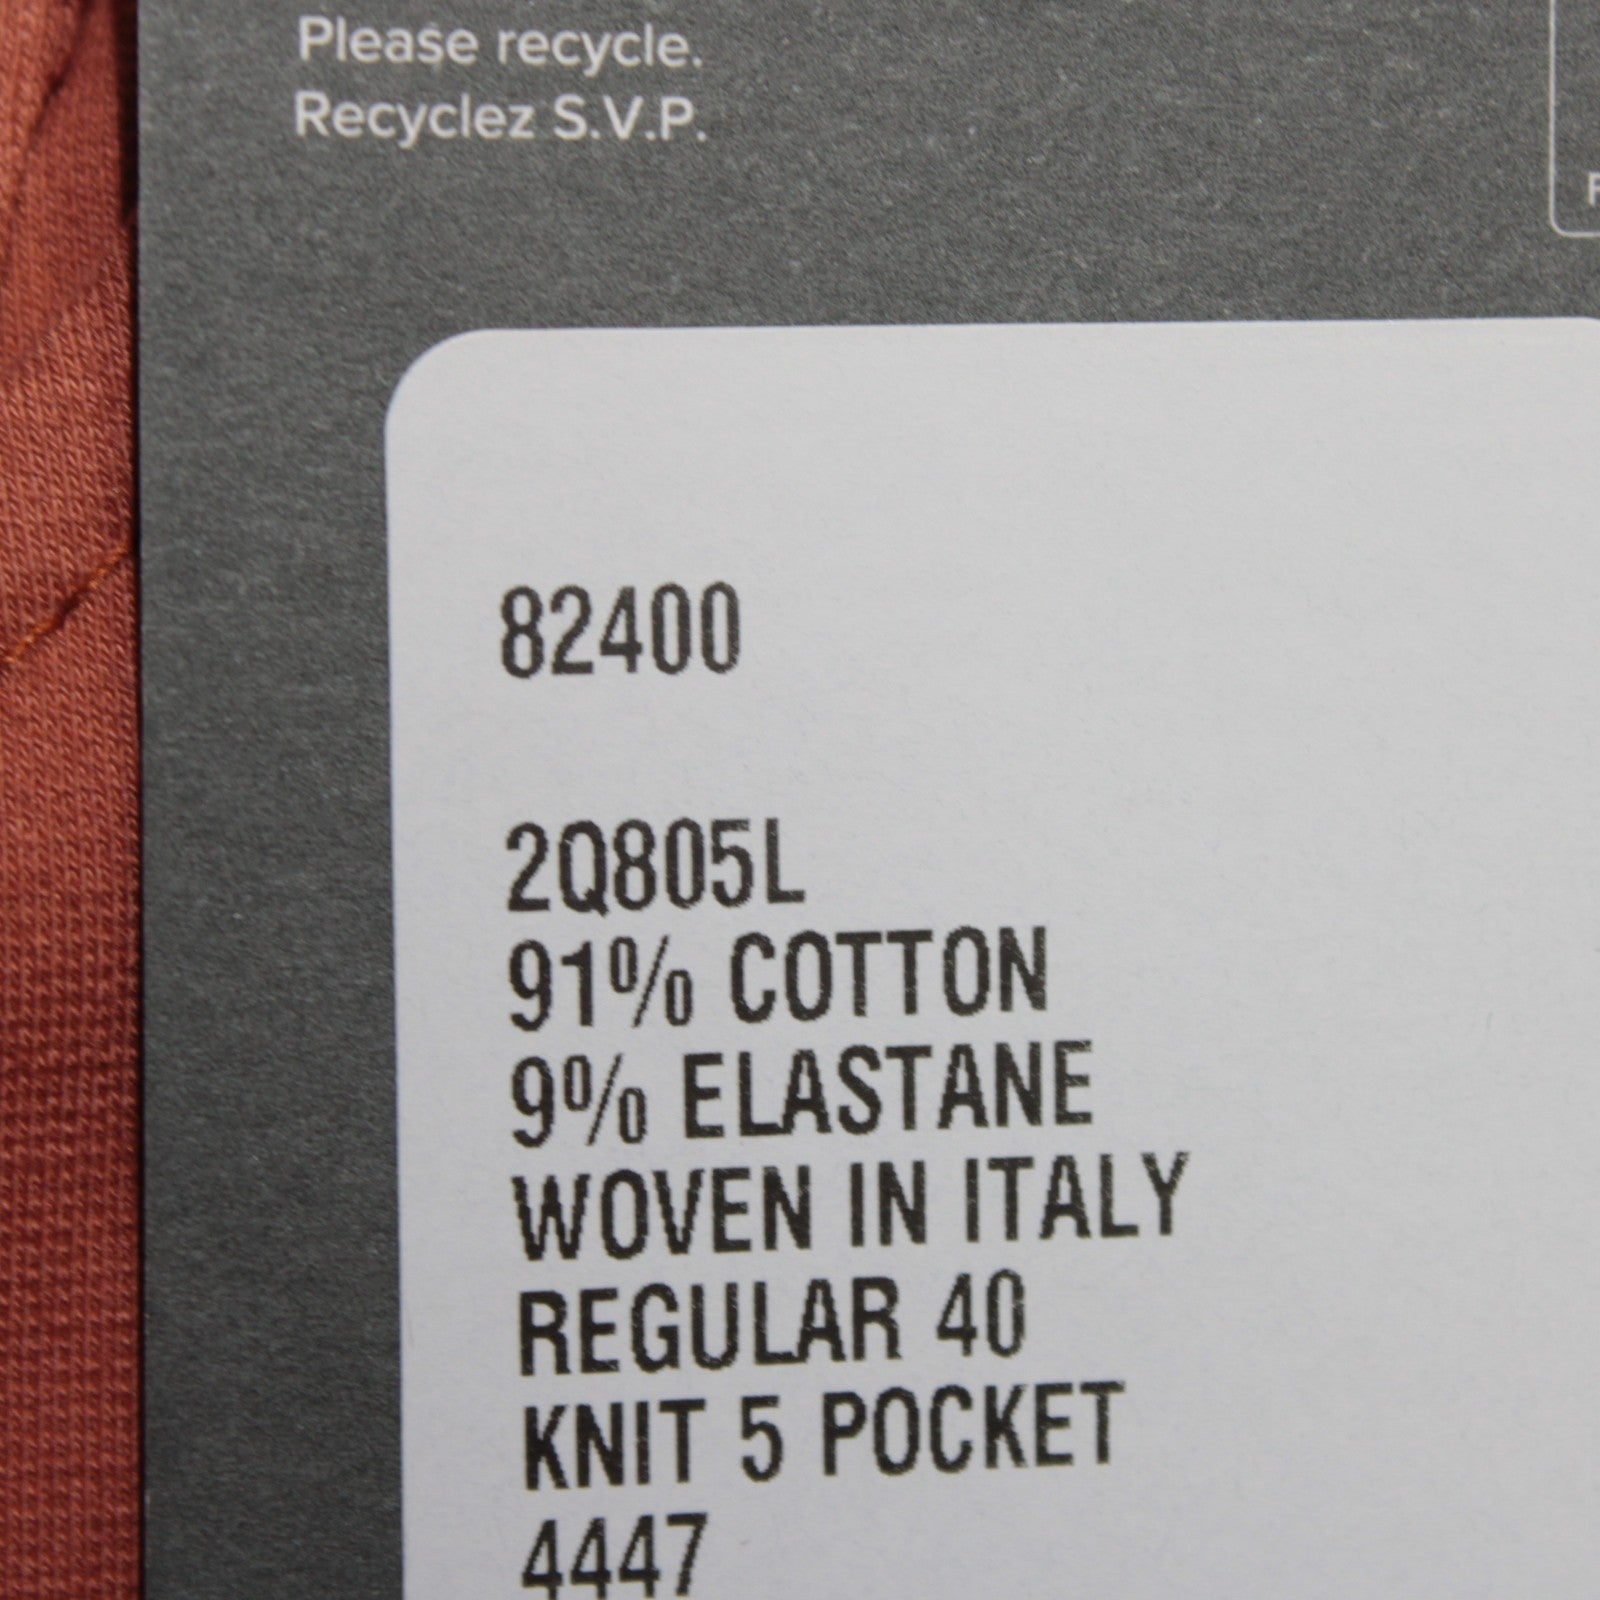 Please recycle.
Recyclez S.V.P.
82400
2Q805L
91% COTTON
9% ELASTANE
WOVEN IN ITALY
REGULAR 40
KNIT 5 POCKET
4447